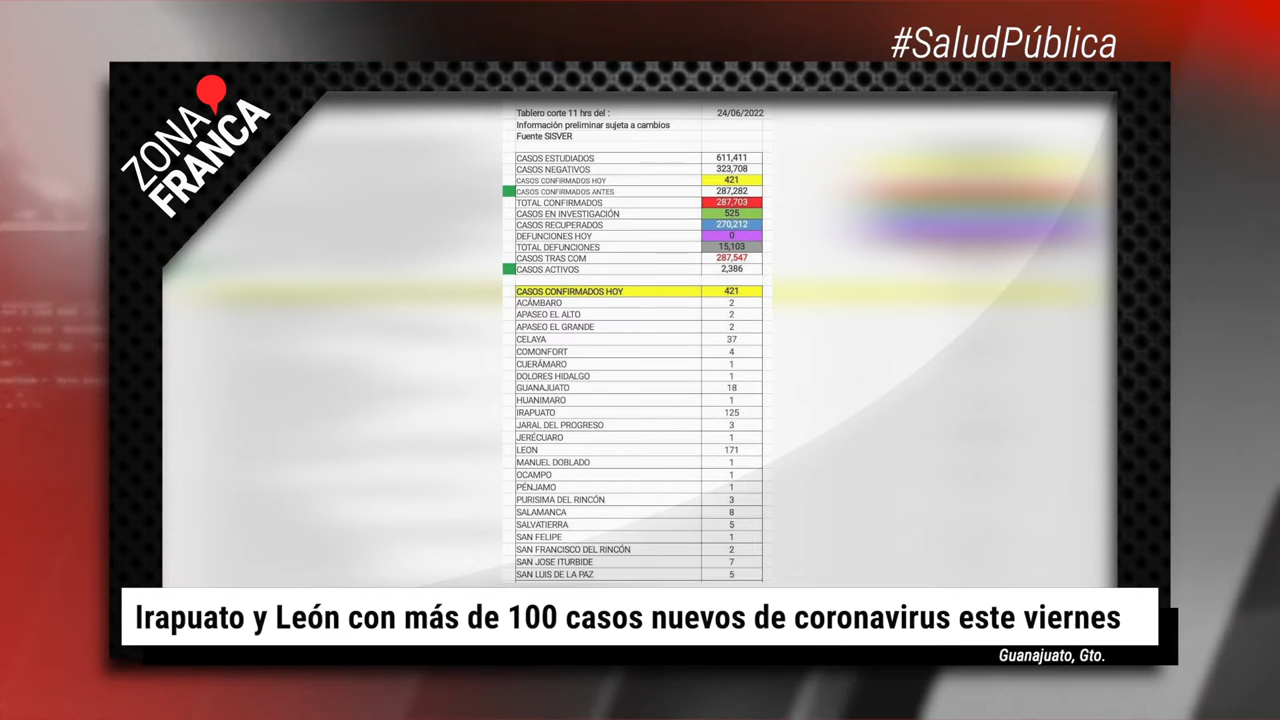 #SaludPública
ZONA
FRANCA
Tablero corte 11 hrs del : 24/06/2022
Información preliminar sujeta a cambios
Fuente SISVER
CASOS ESTUDIADOS 611,411
CASOS NEGATIVOS 323,708
CASOS CONFIRMADOS HOY 421
CASOS CONFIRMADOS ANTES 287,282
TOTAL CONFIRMADOS 287,703
CASOS EN INVESTIGACIÓN 525
CASOS RECUPERADOS 270,212
DEFUNCIONES HOY 0
TOTAL DEFUNCIONES 15,103
CASOS TRAS COM 287,547
CASOS ACTIVOS 2,386
CASOS CONFIRMADOS HOY 421
ACÁMBARO 2
APASEO EL ALTO 2
APASEO EL GRANDE 2
CELAYA 37
COMONFORT 4
CUERÁMARO 1
DOLORES HIDALGO 1
GUANAJUATO 18
HUANIMARO 1
IRAPUATO 125
JARAL DEL PROGRESO 3
JERÉCUARO 1
LEON 171
MANUEL DOBLADO 1
OCAMPO 1
PÉNJAMO 1
PURISIMA DEL RINCÓN 3
SALAMANCA 8
SALVATIERRA 5
SAN FELIPE 1
SAN FRANCISCO DEL RINCÓN 2
SAN JOSE ITURBIDE 7
SAN LUIS DE LA PAZ 5
Irapuato y León con más de 100 casos nuevos de coronavirus este viernes
Guanajuato, Gto.